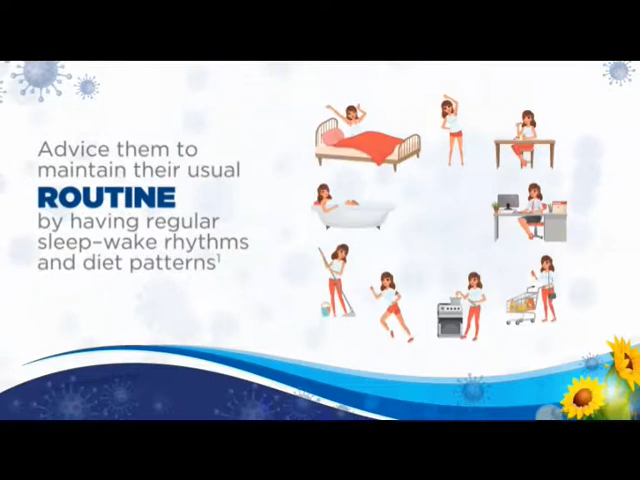 Advice them to
maintain their usual
ROUTINE
by having regular
sleep–wake rhythms
and diet patterns¹